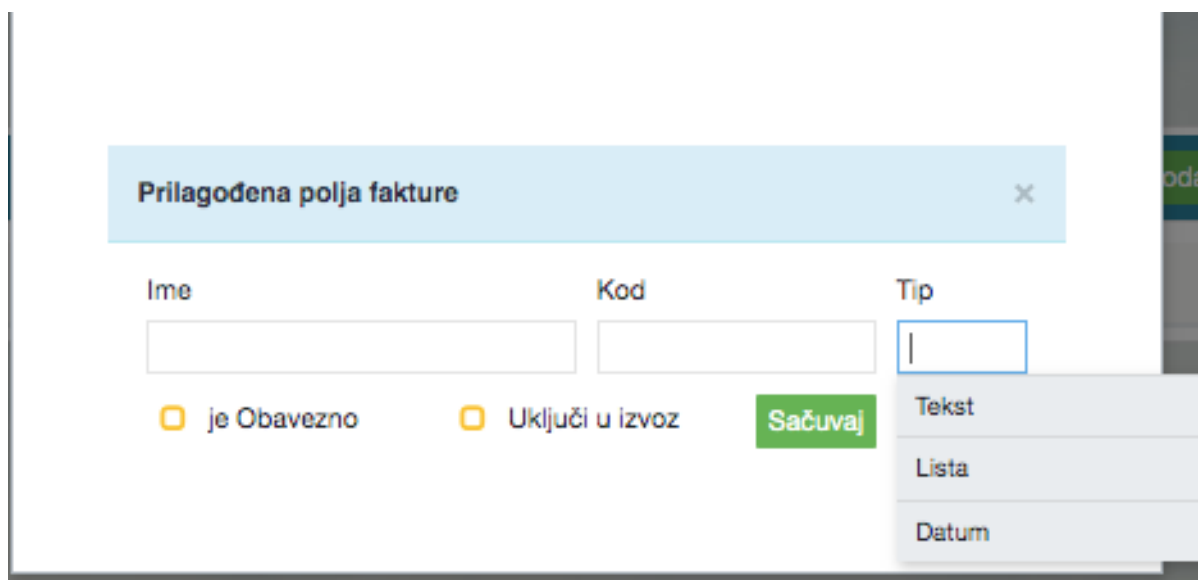 Prilagođena polja fakture
Ime Kod Tip
je Obavezno Uključi u izvoz Sačuvaj
Tekst
Lista
Datum